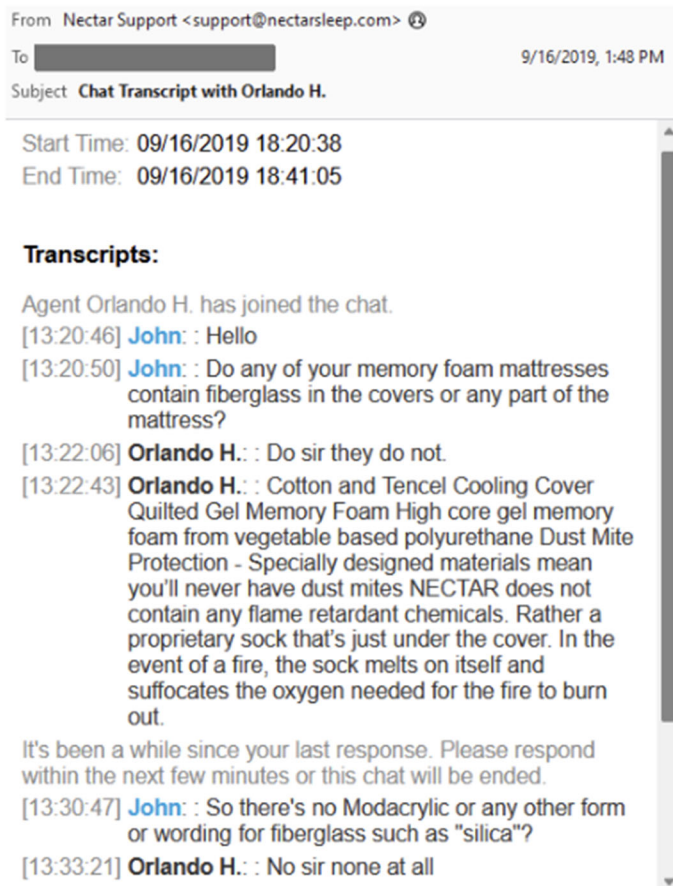 From Nectar Support <support@nectarsleep.com>
To
9/16/2019, 1:48 PM
Subject Chat Transcript with Orlando H.
Start Time: 09/16/2019 18:20:38
End Time: 09/16/2019 18:41:05
Transcripts:
Agent Orlando H. has joined the chat.
[13:20:46] John: : Hello
[13:20:50] John: : Do any of your memory foam mattresses
contain fiberglass in the covers or any part of the
mattress?
[13:22:06] Orlando H.: : Do sir they do not.
[13:22:43] Orlando H.: : Cotton and Tencel Cooling Cover
Quilted Gel Memory Foam High core gel memory
foam from vegetable based polyurethane Dust Mite
Protection - Specially designed materials mean
you'll never have dust mites NECTAR does not
contain any flame retardant chemicals. Rather a
proprietary sock that's just under the cover. In the
event of a fire, the sock melts on itself and
suffocates the oxygen needed for the fire to burn
out.
It's been a while since your last response. Please respond
within the next few minutes or this chat will be ended.
[13:30:47] John: : So there's no Modacrylic or any other form
or wording for fiberglass such as "silica"?
[13:33:21] Orlando H.: : No sir none at all